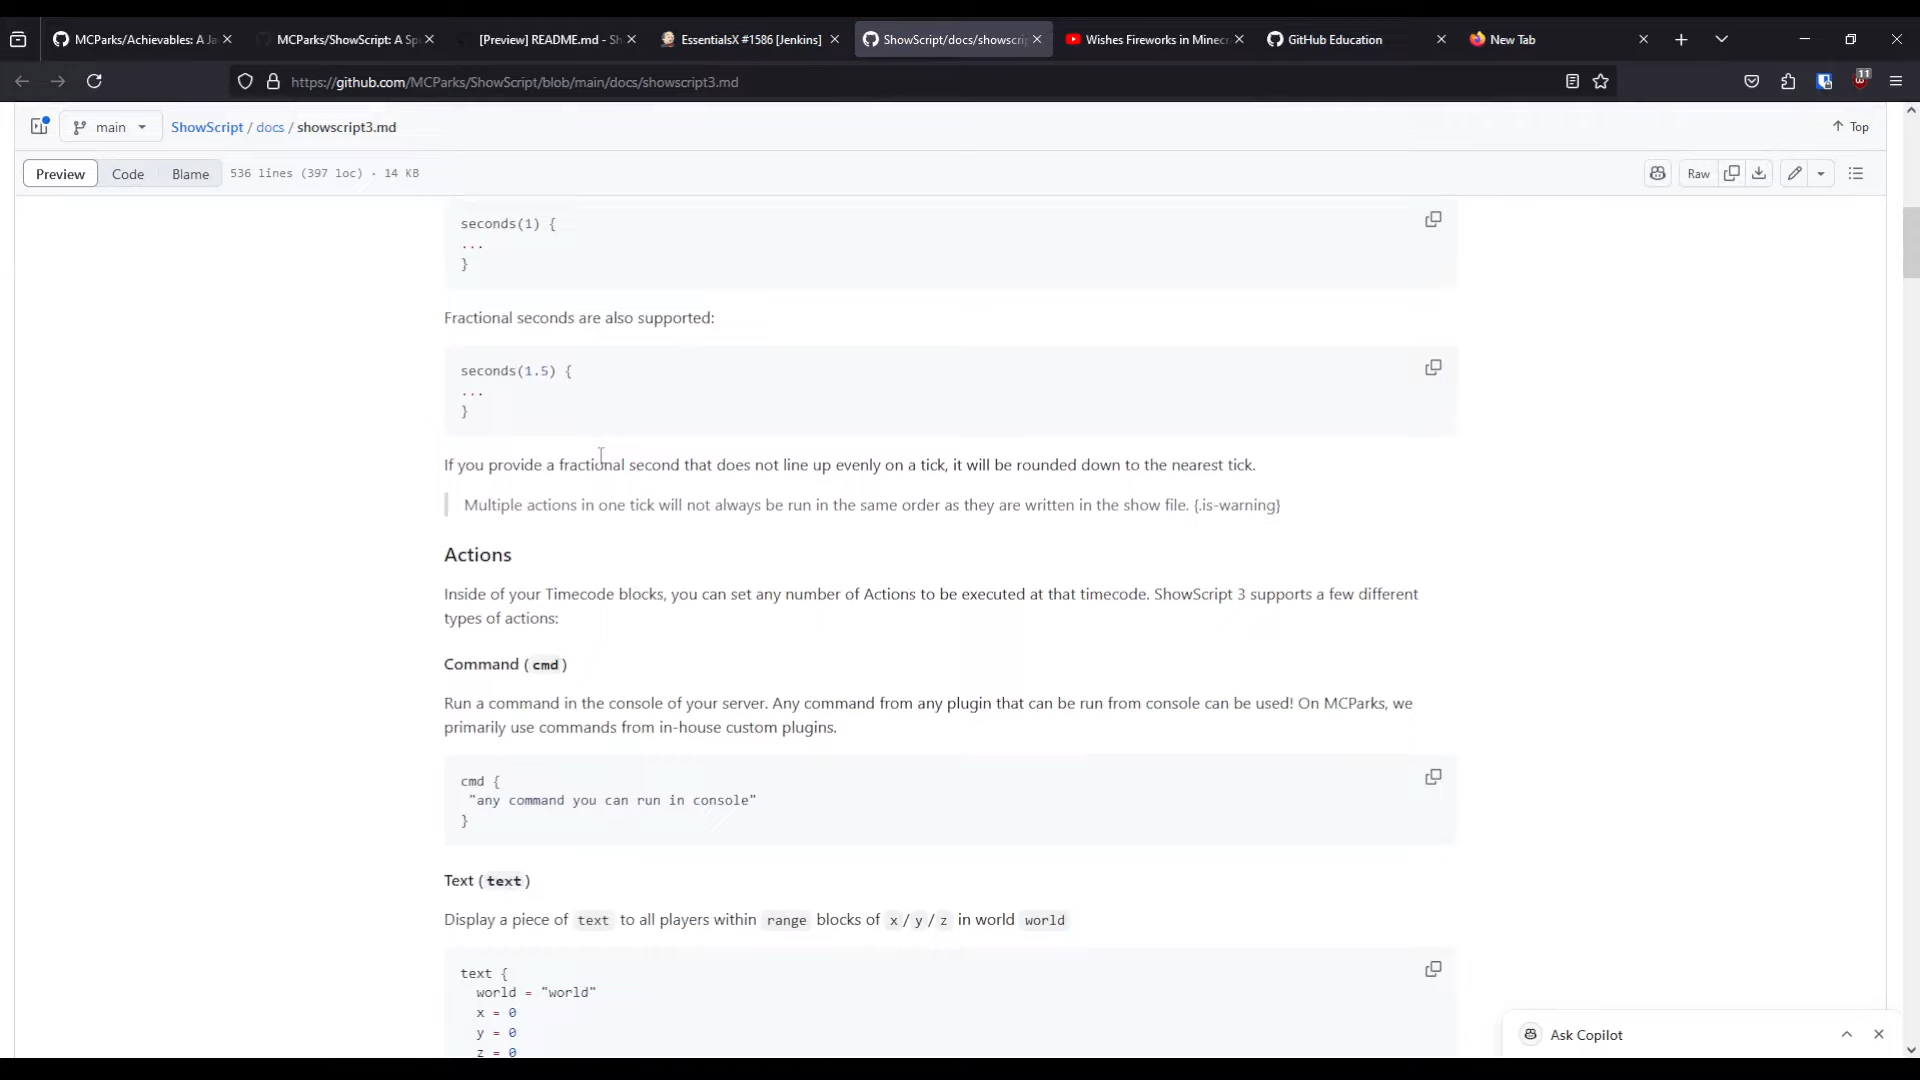 MCParks/Achievables: A Ja
MCParks/ShowScript: A Sp
[Preview] README.md - Sh
EssentialsX #1586 [Jenkins]
ShowScript/docs/showscri
Wishes Fireworks in Minec
GitHub Education
New Tab
https://github.com/MCParks/ShowScript/blob/main/docs/showscript3.md
11
main
ShowScript / docs / showscript3.md
Top
Preview
Code
Blame
536 lines (397 loc) · 14 KB
Raw
seconds(1) {
...
}
Fractional seconds are also supported:
seconds(1.5) {
...
}
If you provide a fractional second that does not line up evenly on a tick, it will be rounded down to the nearest tick.
Multiple actions in one tick will not always be run in the same order as they are written in the show file. {.is-warning}
Actions
Inside of your Timecode blocks, you can set any number of Actions to be executed at that timecode. ShowScript 3 supports a few different
types of actions:
Command ( cmd )
Run a command in the console of your server. Any command from any plugin that can be run from console can be used! On MCParks, we
primarily use commands from in-house custom plugins.
cmd {
"any command you can run in console"
}
Text ( text )
Display a piece of text to all players within range blocks of x / y / z in world world
text {
world = "world"
x = 0
y = 0
z = 0
Ask Copilot